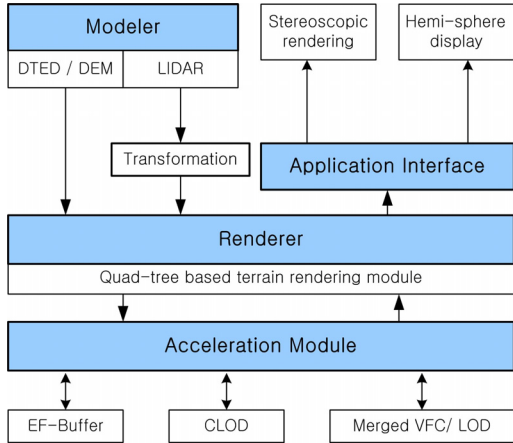 Modeler
DTED / DEM
LIDAR
Stereoscopic
rendering
Hemi-sphere
display
Transformation
Application Interface
Renderer
Quad-tree based terrain rendering module
Acceleration Module
EF-Buffer
CLOD
Merged VFC/ LOD